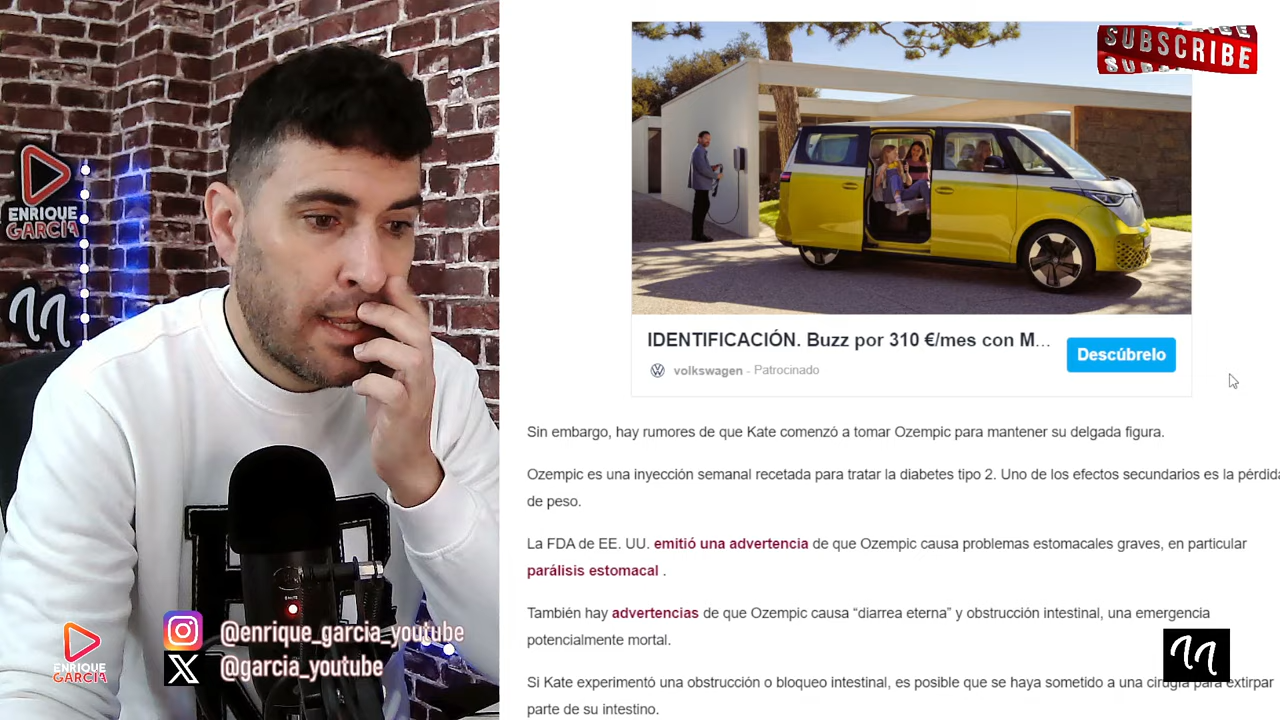 SUBSCRIBE
ENRIQUE
GARCIA
IDENTIFICACIÓN. Buzz por 310 €/mes con M...
volkswagen - Patrocinado
Descúbrelo
Sin embargo, hay rumores de que Kate comenzó a tomar Ozempic para mantener su delgada figura.
Ozempic es una inyección semanal recetada para tratar la diabetes tipo 2. Uno de los efectos secundarios es la pérdida
de peso.
La FDA de EE. UU. emitió una advertencia de que Ozempic causa problemas estomacales graves, en particular
parálisis estomacal .
También hay advertencias de que Ozempic causa “diarrea eterna” y obstrucción intestinal, una emergencia
potencialmente mortal.
Si Kate experimentó una obstrucción o bloqueo intestinal, es posible que se haya sometido a una cirugía para extirpar
parte de su intestino.
@enrique_garcia_youtube
@garcia_youtube
ENRIQUE
GARCIA